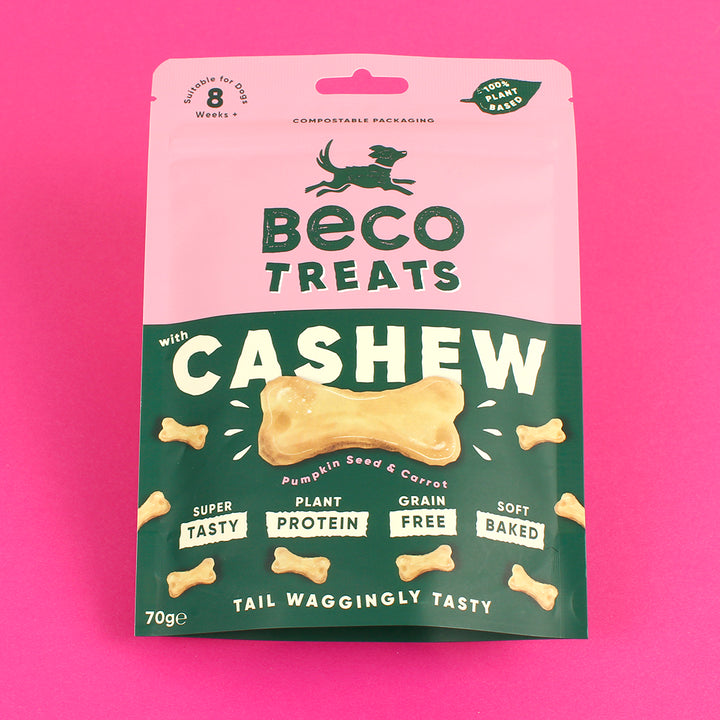 Suitable for Dogs
8
Weeks +
100%
PLANT
BASED
COMPOSTABLE PACKAGING
BeCO
TREATS
with
CASHEW
Pumpkin Seed & Carrot
SUPER
TASTY
PLANT
PROTEIN
GRAIN
FREE
SOFT
BAKED
TAIL WAGGINGLY TASTY
70g℮